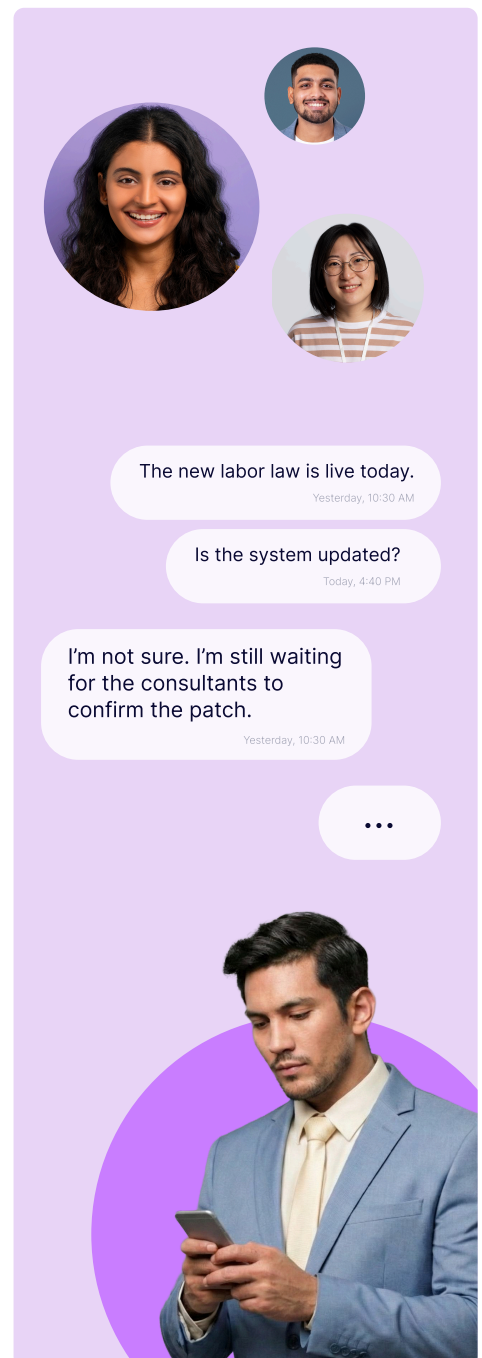 The new labor law is live today.
Yesterday, 10:30 AM
Is the system updated?
Today, 4:40 PM
I’m not sure. I’m still waiting
for the consultants to
confirm the patch.
Yesterday, 10:30 AM
...